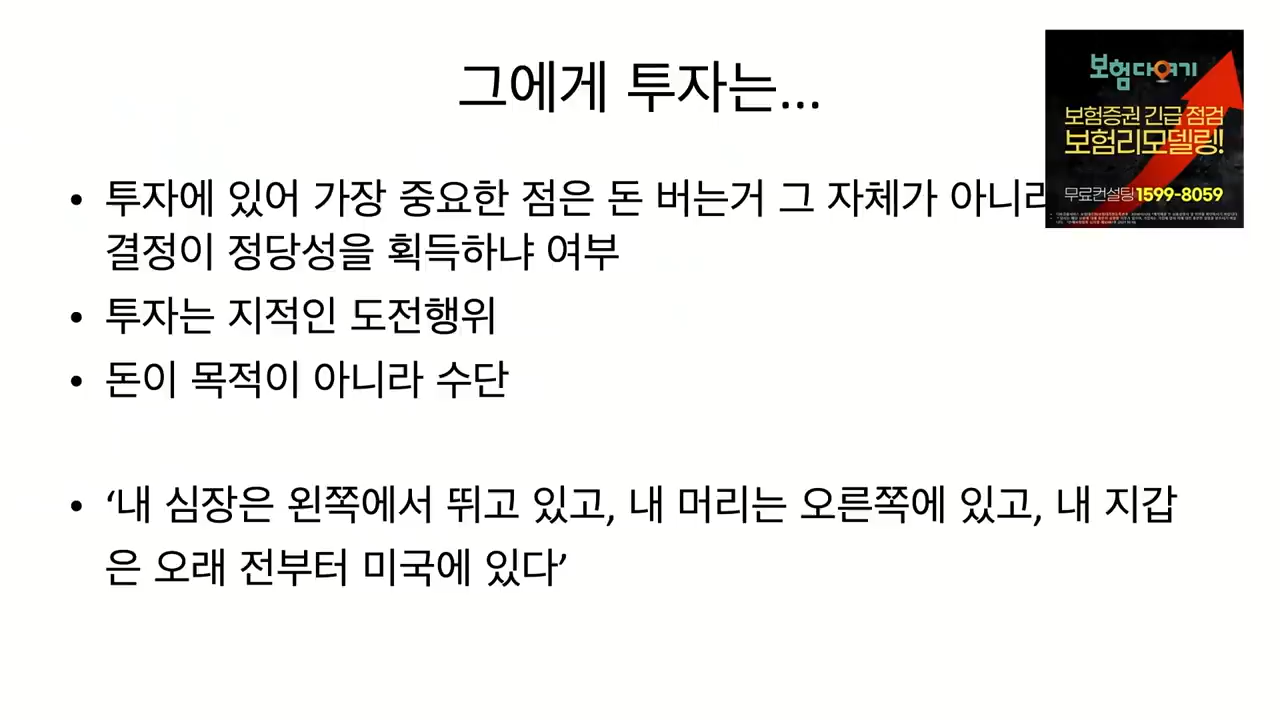 그에게 투자는...
• 투자에 있어 가장 중요한 점은 돈 버는거 그 자체가 아니라
결정이 정당성을 획득하냐 여부
• 투자는 지적인 도전행위
• 돈이 목적이 아니라 수단
• ‘내 심장은 왼쪽에서 뛰고 있고, 내 머리는 오른쪽에 있고, 내 지갑
은 오래 전부터 미국에 있다’
보험다여기
보험증권 긴급 점검
보험리모델링!
무료컨설팅 1599-8059